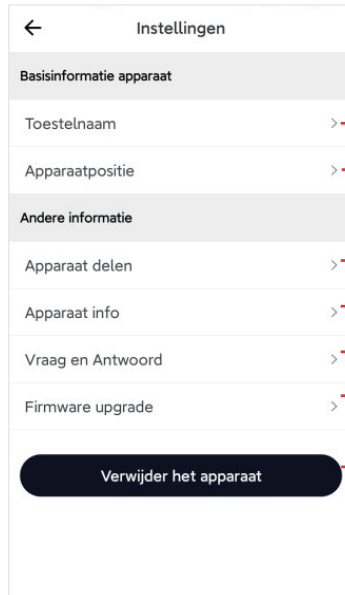 Instellingen
Basisinformatie apparaat
Toestelnaam
Apparaatpositie
Andere informatie
Apparaat delen
Apparaat info
Vraag en Antwoord
Firmware upgrade
Verwijder het apparaat